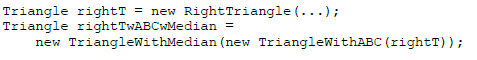 Triangle rightT = new RightTriangle(...);
Triangle rightTwABCwMedian =
new TriangleWithMedian(new TriangleWithABC(rightT));